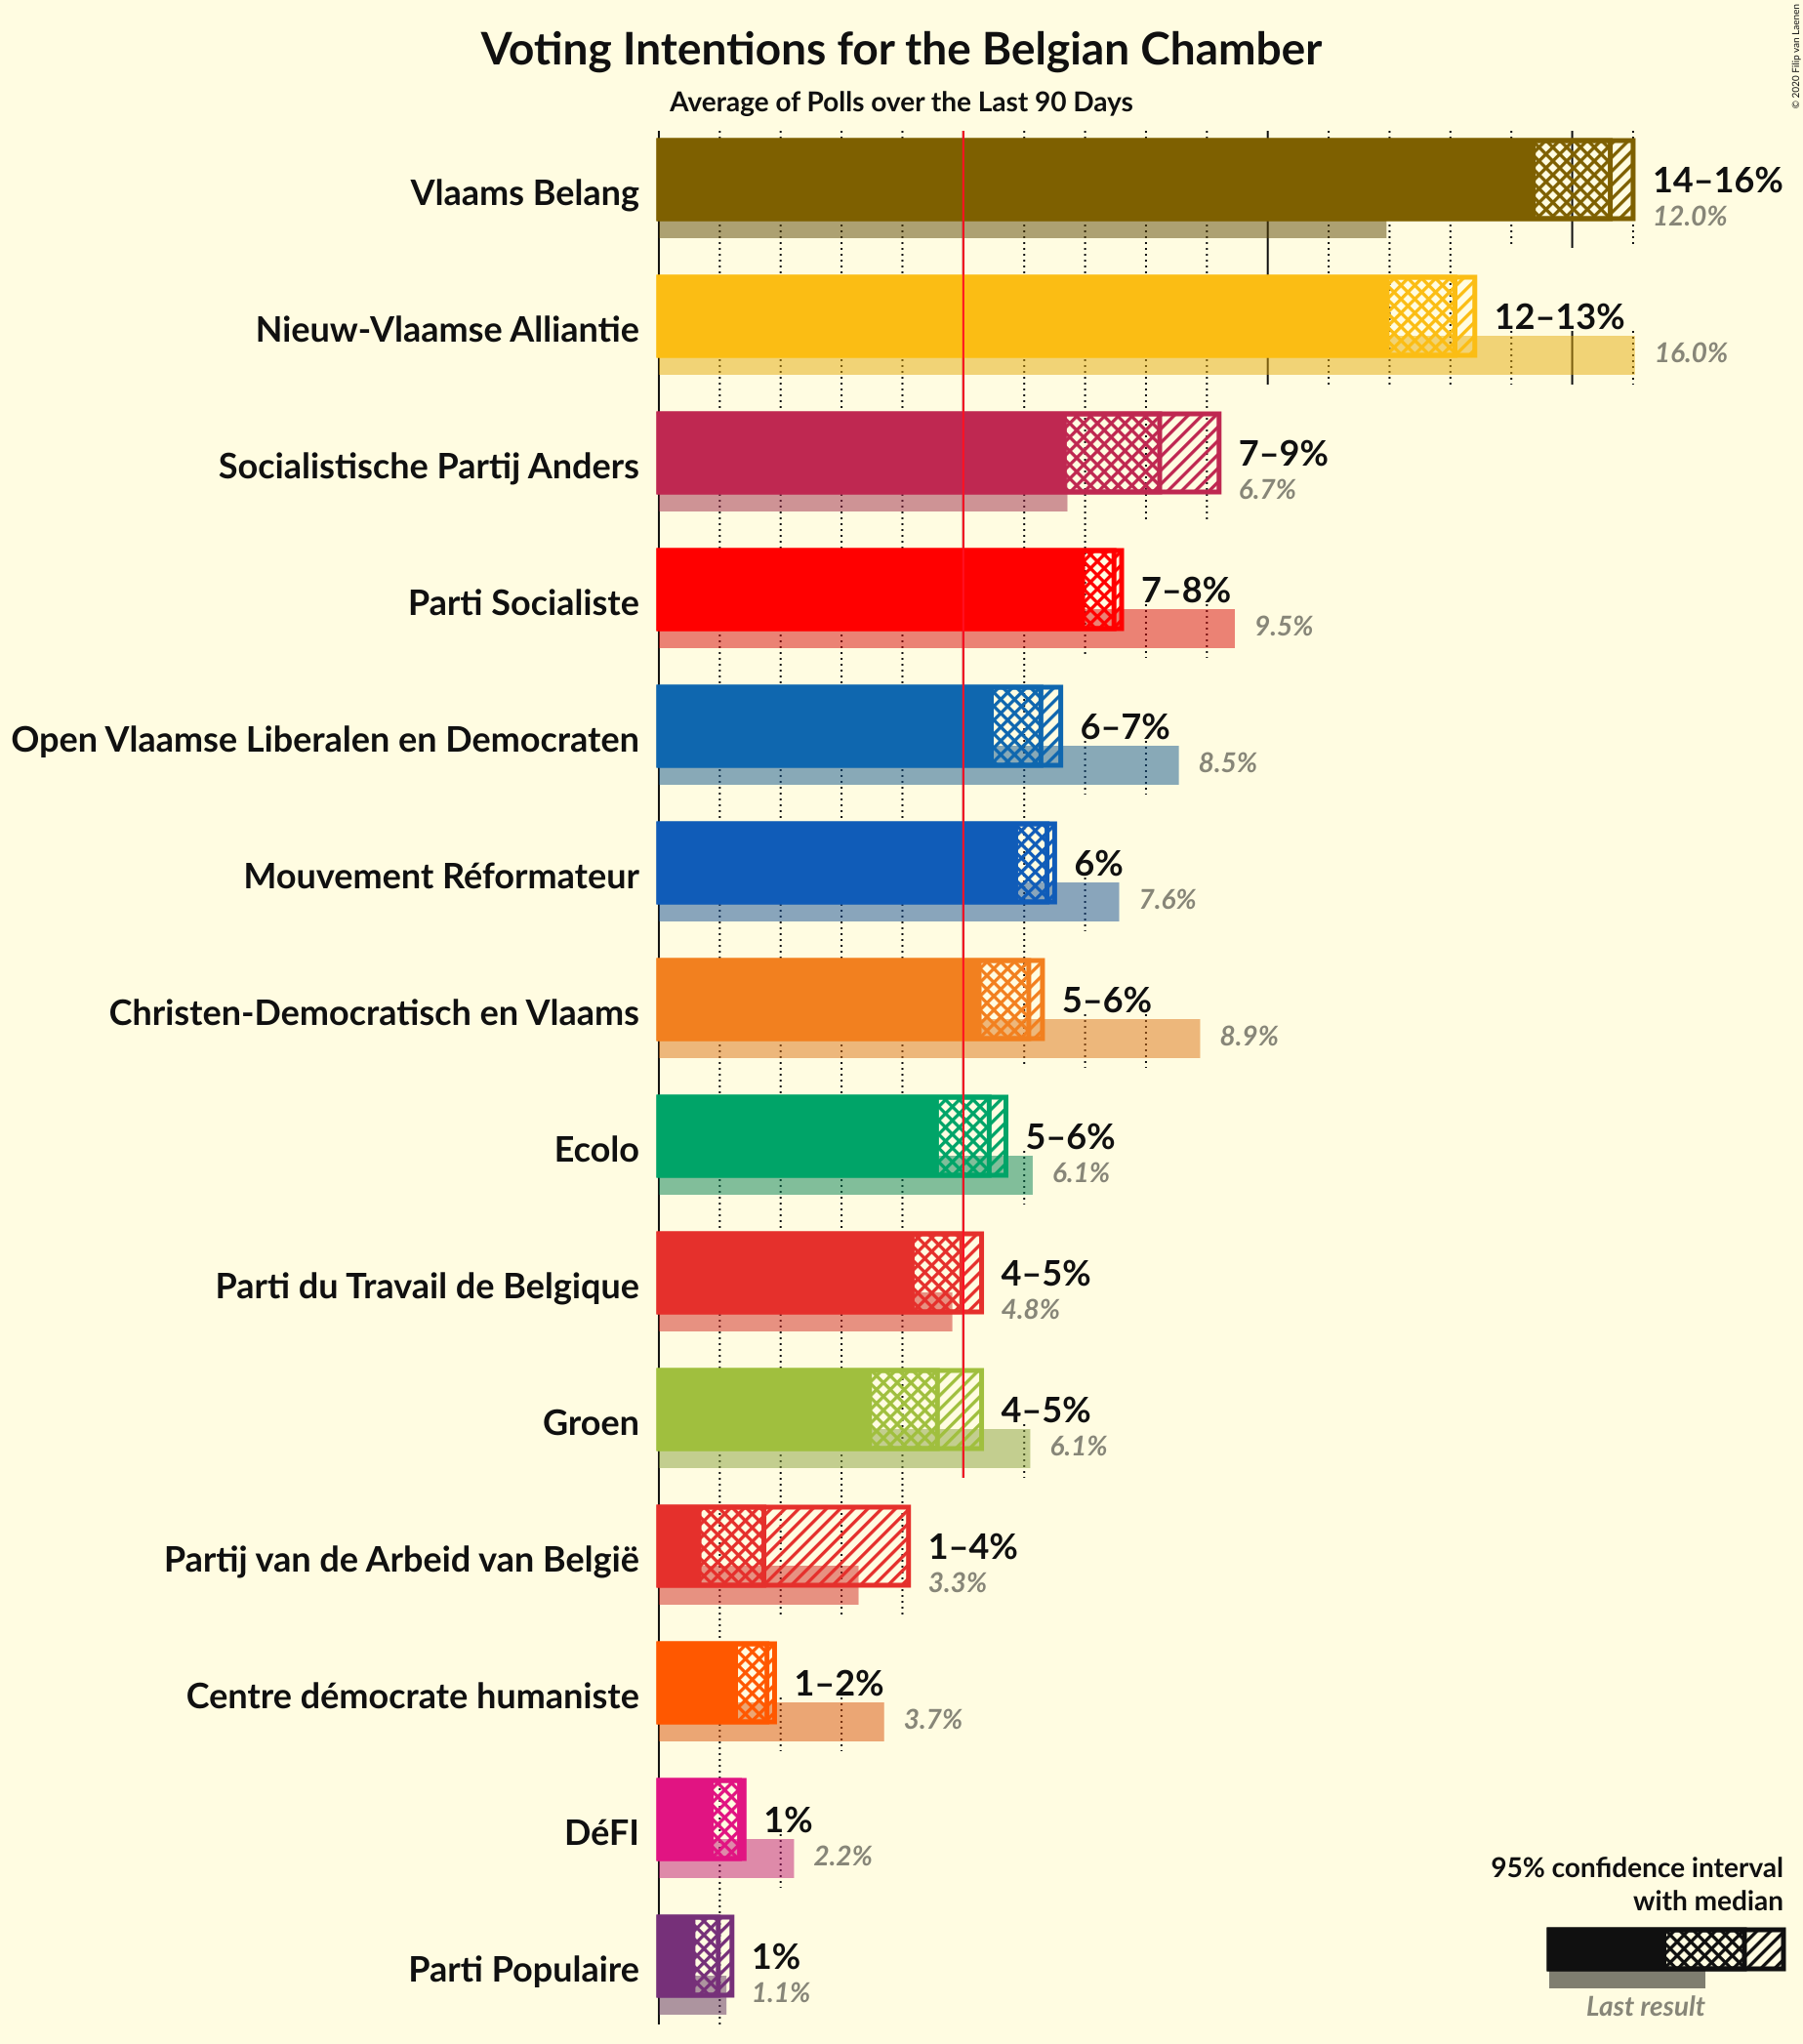 Voting Intentions for the Belgian Chamber
Average of Polls over the Last 90 Days
© 2020 Filip van Laenen
Vlaams Belang
14–16%
12.0%
Nieuw-Vlaamse Alliantie
12–13%
16.0%
Socialistische Partij Anders
7–9%
6.7%
Parti Socialiste
7–8%
9.5%
Open Vlaamse Liberalen en Democraten
6–7%
8.5%
Mouvement Réformateur
6%
7.6%
Christen-Democratisch en Vlaams
5–6%
8.9%
Ecolo
5–6%
6.1%
Parti du Travail de Belgique
4–5%
4.8%
Groen
4–5%
6.1%
Partij van de Arbeid van België
1–4%
3.3%
Centre démocrate humaniste
1–2%
3.7%
DéFI
1%
2.2%
Parti Populaire
1%
1.1%
95% confidence interval
with median
Last result